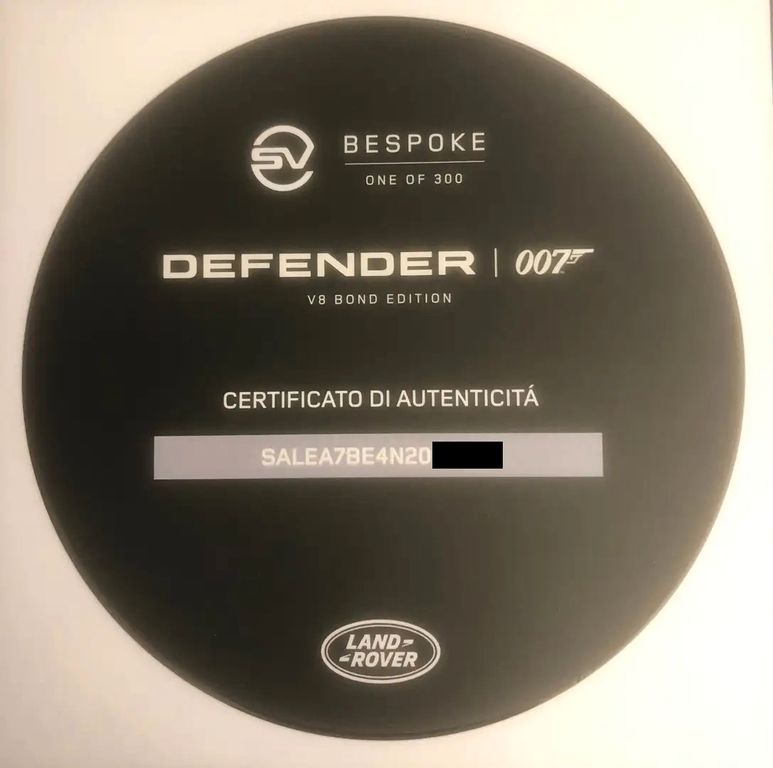 SV BESPOKE
ONE OF 300
DEFENDER | 007
V8 BOND EDITION
CERTIFICATO DI AUTENTICITÁ
SALEA7BE4N20
LAND
ROVER